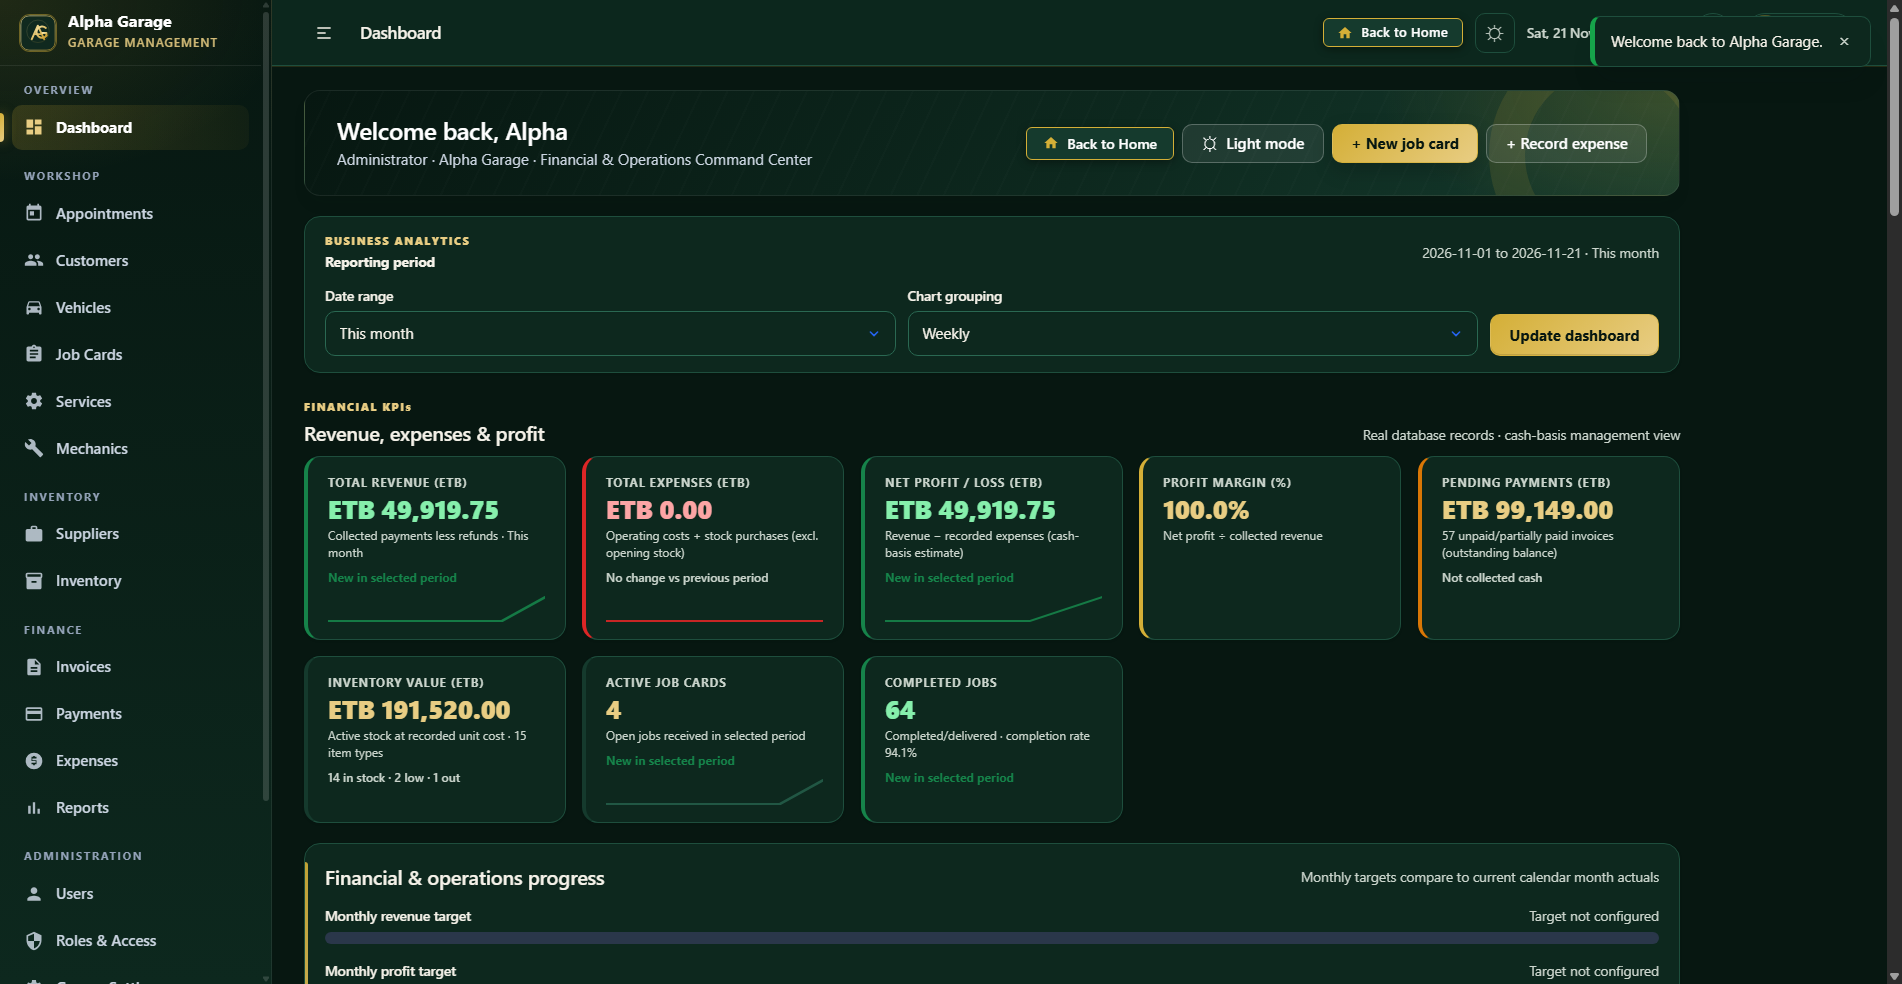 Alpha Garage
GARAGE MANAGEMENT
OVERVIEW
Dashboard
WORKSHOP
Appointments
Customers
Vehicles
Job Cards
Services
Mechanics
INVENTORY
Suppliers
Inventory
FINANCE
Invoices
Payments
Expenses
Reports
ADMINISTRATION
Users
Roles & Access
Dashboard
Back to Home
Sat, 21 No
Welcome back to Alpha Garage. ×
Welcome back, Alpha
Administrator · Alpha Garage · Financial & Operations Command Center
Back to Home
Light mode
+ New job card
+ Record expense
BUSINESS ANALYTICS
Reporting period
2026-11-01 to 2026-11-21 · This month
Date range
This month
Chart grouping
Weekly
Update dashboard
FINANCIAL KPIs
Revenue, expenses & profit
Real database records · cash-basis management view
TOTAL REVENUE (ETB)
ETB 49,919.75
Collected payments less refunds · This
month
New in selected period
TOTAL EXPENSES (ETB)
ETB 0.00
Operating costs + stock purchases (excl.
opening stock)
No change vs previous period
NET PROFIT / LOSS (ETB)
ETB 49,919.75
Revenue − recorded expenses (cash-
basis estimate)
New in selected period
PROFIT MARGIN (%)
100.0%
Net profit ÷ collected revenue
PENDING PAYMENTS (ETB)
ETB 99,149.00
57 unpaid/partially paid invoices
(outstanding balance)
Not collected cash
INVENTORY VALUE (ETB)
ETB 191,520.00
Active stock at recorded unit cost · 15
item types
14 in stock · 2 low · 1 out
ACTIVE JOB CARDS
4
Open jobs received in selected period
New in selected period
COMPLETED JOBS
64
Completed/delivered · completion rate
94.1%
New in selected period
Financial & operations progress
Monthly targets compare to current calendar month actuals
Monthly revenue target
Target not configured
Monthly profit target
Target not configured